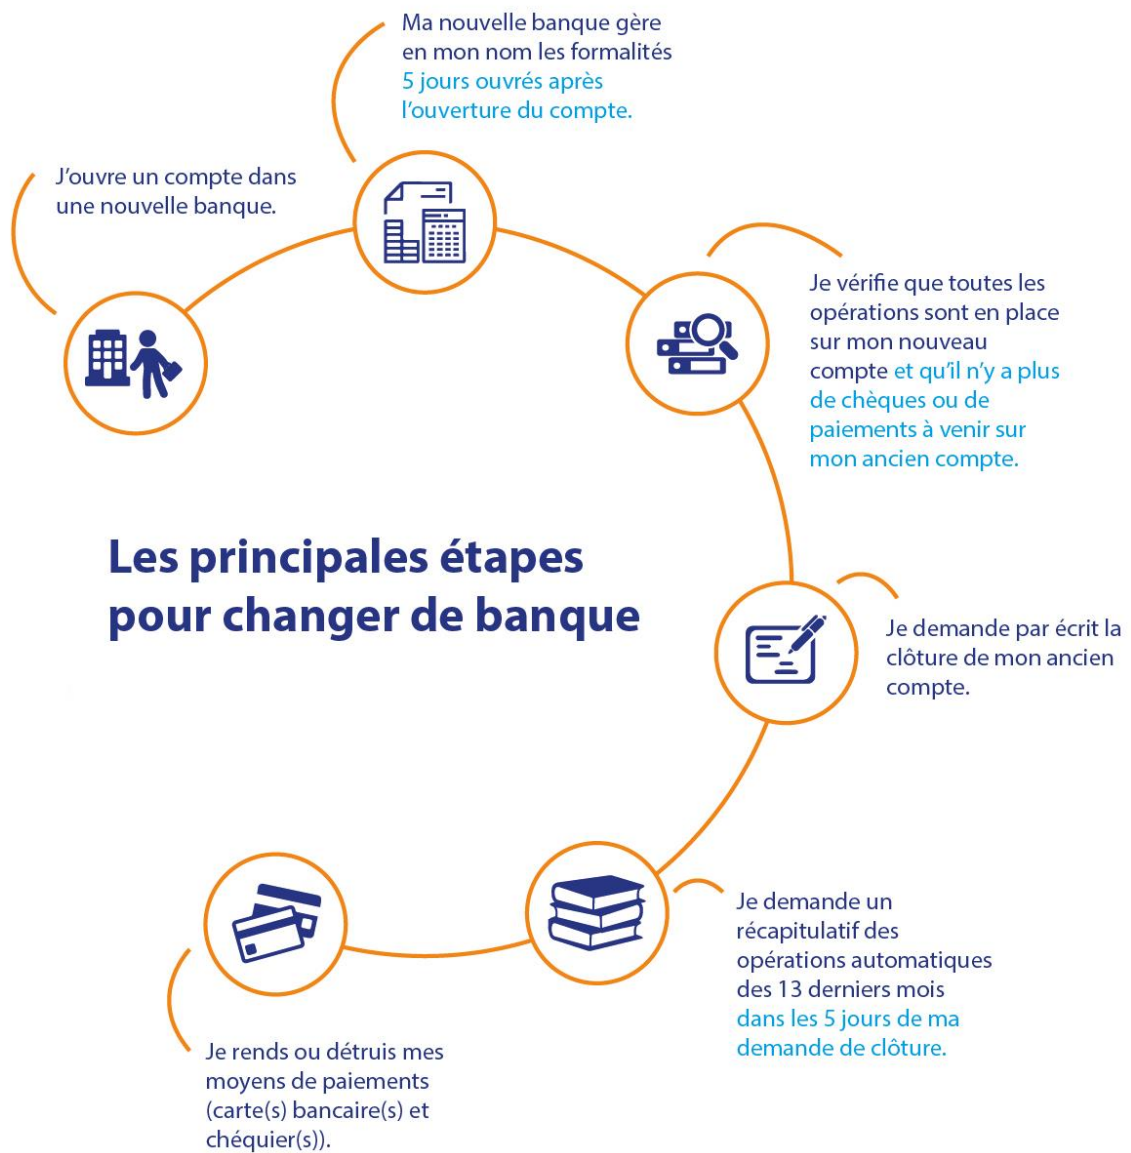 Ma nouvelle banque gère
en mon nom les formalités
5 jours ouvrés après
l'ouverture du compte.
J'ouvre un compte dans
une nouvelle banque.
Je vérifie que toutes les
opérations sont en place
sur mon nouveau
compte et qu'il n'y a plus
de chèques ou de
paiements à venir sur
mon ancien compte.
Les principales étapes
pour changer de banque
Je demande par écrit la
clôture de mon ancien
compte.
Je demande un
récapitulatif des
opérations automatiques
des 13 derniers mois
dans les 5 jours de ma
demande de clôture.
Je rends ou détruis mes
moyens de paiements
(carte(s) bancaire(s) et
chéquier(s)).